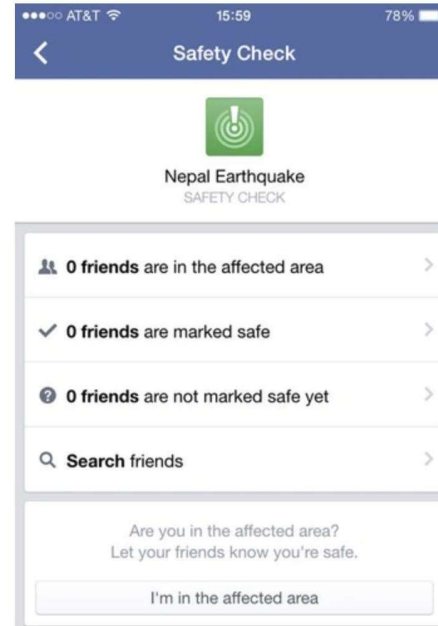 AT&T 15:59 78%
Safety Check
Nepal Earthquake
SAFETY CHECK
0 friends are in the affected area
0 friends are marked safe
0 friends are not marked safe yet
Search friends
Are you in the affected area?
Let your friends know you're safe.
I'm in the affected area